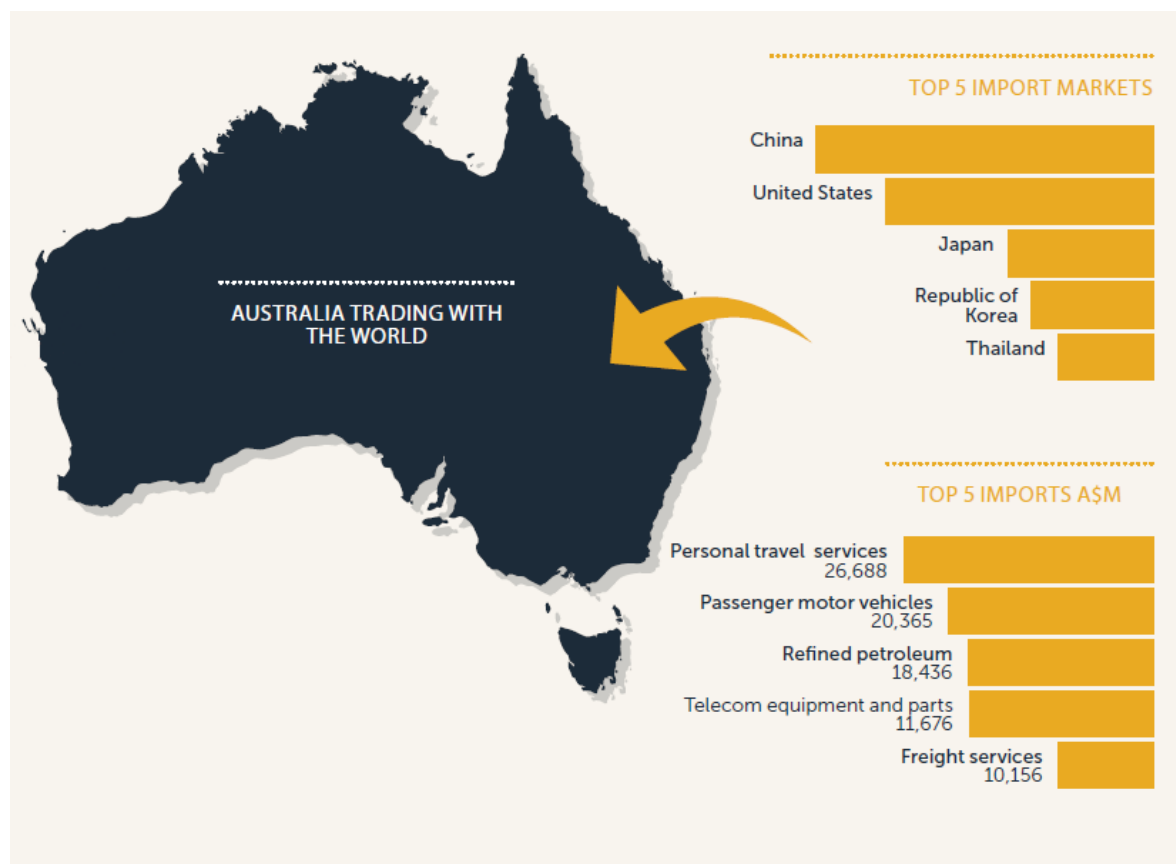 TOP 5 IMPORT MARKETS
China
United States
Japan
Republic of
Korea
Thailand
AUSTRALIA TRADING WITH
THE WORLD
TOP 5 IMPORTS A$M
Personal travel services
26,688
Passenger motor vehicles
20,365
Refined petroleum
18,436
Telecom equipment and parts
11,676
Freight services
10,156